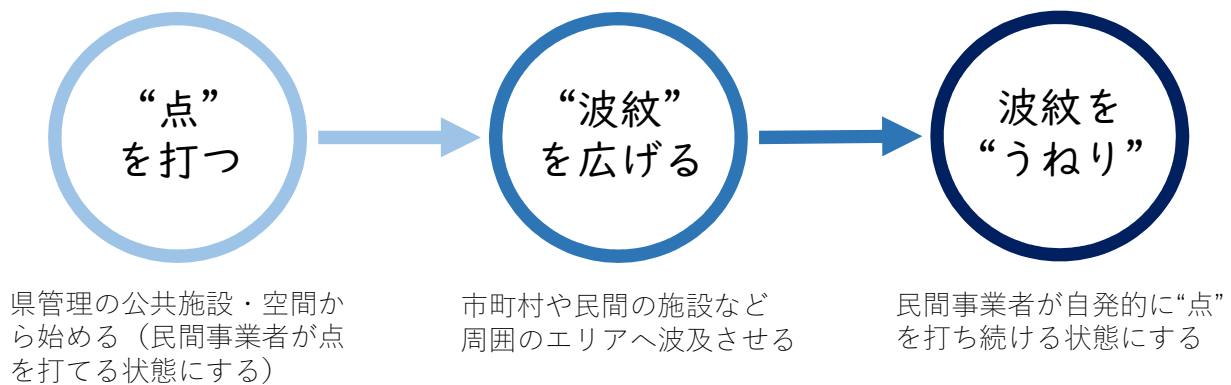 “点”
を打つ
“波紋”
を広げる
波紋を
“うねり”
県管理の公共施設・空間か
ら始める（民間事業者が点
を打てる状態にする）
市町村や民間の施設など
周囲のエリアへ波及させる
民間事業者が自発的に“点”
を打ち続ける状態にする